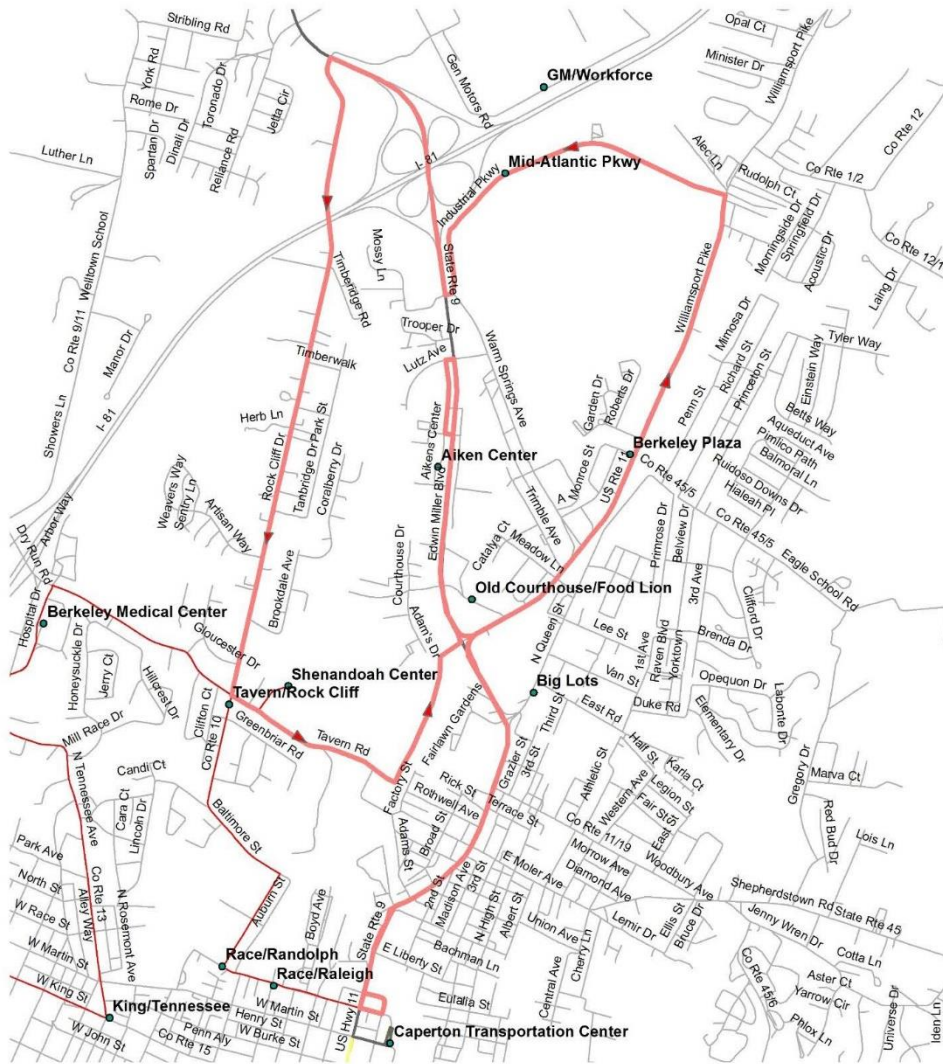 Stribling Rd
Opal Ct
Minister Dr
Williamsport Pike
York Rd
Toronado Dr
Gen Motors Rd
GM/Workforce
Rome Dr
Jetta Cir
Spartan Dr
Dinali Dr
Reliance Rd
Co Rte 12
Luther Ln
I- 81
Mid-Atlantic Pkwy
Alec Ln
Co Rte 1/2
Rudolph Ct
Industrial Pkwy
Welltown School
Co Rte 9/11
Mossy Ln
State Rte 9
Morningside Dr
Springfield Dr
Acoustic Dr
Co Rte 12/1
Laing Dr
Timberidge Rd
Williamsport Pike
Manor Dr
Trooper Dr
Mimosa Dr
Tyler Way
Timberwalk
Lutz Ave
Warm Springs Ave
Richard St
Princeton St
Einstein Way
Showers Ln
I- 81
Herb Ln
Park St
Garden Dr
Roberts Dr
Penn St
Betts Way
Aqueduct Ave
Pimlico Path
Balmoral Ln
Rock Cliff Dr
Tanbridge Dr
Coralberry Dr
Aikens Center
Aiken Center
Berkeley Plaza
Monroe St
US Rte 11
A
Co Rte 45/5
Ruidoso Downs Dr
Hialeah Pl
Weavers Way
Sentry Ln
Artisan Way
Edwin Miller Blvd
Trimble Ave
Arbor Way
Dry Run Rd
Catalya Ct
Meadow Ln
Primrose Dr
Belview Dr
Co Rte 45/5
Eagle School Rd
Courthouse Dr
Brookdale Ave
3rd Ave
Hospital Dr
Berkeley Medical Center
Old Courthouse/Food Lion
Clifford Dr
Honeysuckle Dr
Gloucester Dr
Adam's Dr
N Queen St
Lee St
Brenda Dr
Jerry Ct
Shenandoah Center
Van St
1st Ave
Raven Blvd
Yorktown
Hillcrest Dr
Tavern/Rock Cliff
Big Lots
Opequon Dr
Clifton Ct
Co Rte 10
Greenbriar Rd
Tavern Rd
Fairlawn Gardens
Third St
East Rd
Duke Rd
Elementary Dr
Labonte Dr
Mill Race Dr
Grazier St
3rd St
Gregory Dr
N Tennessee Ave
Candi Ct
Factory St
Rick St
Athletic St
Half St
Karla Ct
Marva Ct
Cara Ct
Lincoln Dr
Baltimore St
Rothwell Ave
Terrace St
Western Ave
Legion St
Fair St
East
Adams St
Broad St
Co Rte 11/19
Red Bud Dr
Lois Ln
Park Ave
Morrow Ave
Woodbury Ave
North St
Co Rte 13
Alley Way
N Rosemont Ave
Auburn St
Boyd Ave
2nd St
Madison Ave
3rd St
E Moler Ave
Diamond Ave
Shepherdstown Rd
State Rte 45
W Race St
State Rte 9
N High St
Albert St
Union Ave
Lemir Dr
Ellis St
Bruce Dr
Jenny Wren Dr
W Martin St
Race/Randolph
E Liberty St
Bachman Ln
Cherry Ln
Cotta Ln
W King St
Race/Raleigh
Central Ave
Co Rte 45/6
Aster Ct
King/Tennessee
W Martin St
US Hwy 11
Eulalia St
Yarrow Cir
Henry St
Universe Dr
Iden Ln
W John St
Penn Aly
W Burke St
Caperton Transportation Center
Phlox Ln
Co Rte 15